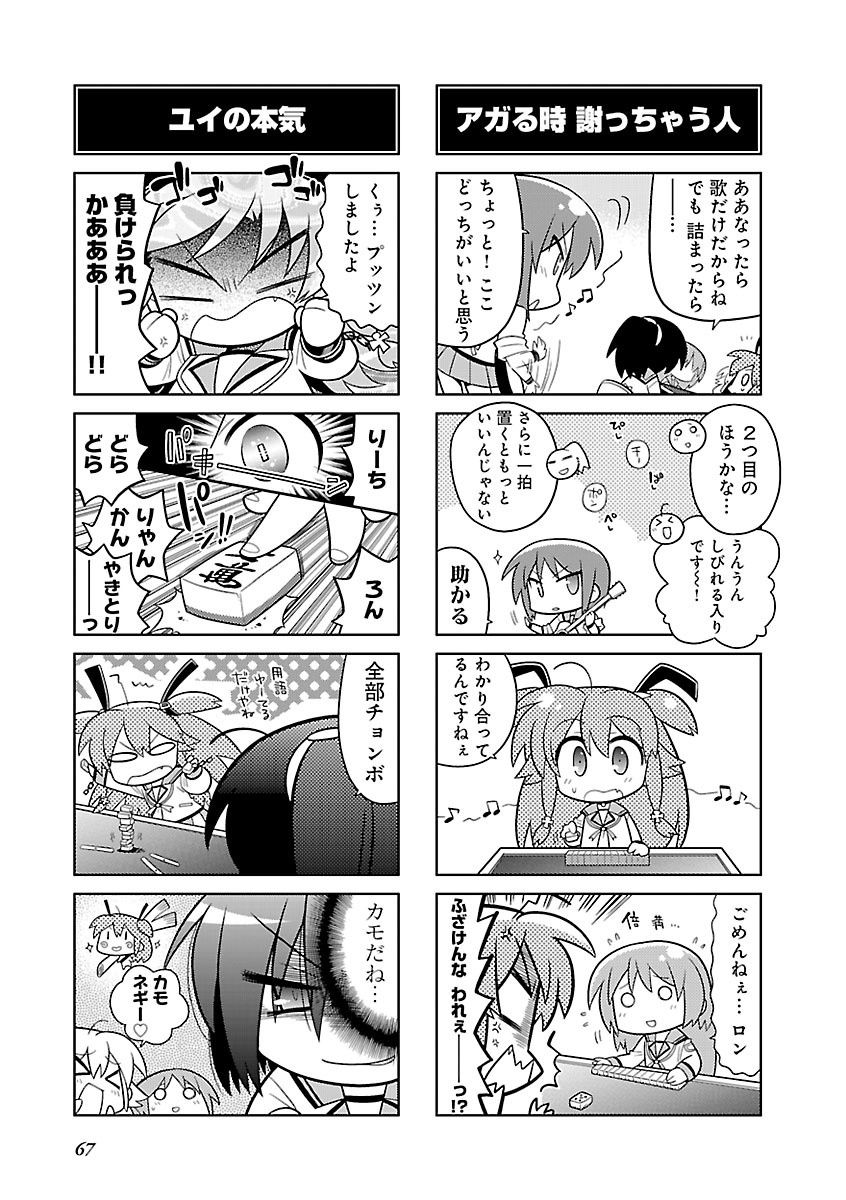 アガる時 謝っちゃう人
ああなったら
歌だけだからね
でも 詰まったら
―――…
ちょっと！ここ
どっちがいいと思う
2つ目の
ほうかな…
うんうん
しびれる入り
です〜！
さらに一拍
置くともっと
いいんじゃない
助かる
わかり合って
るんですねぇ
ごめんねぇ… ロン
倍満…
ふざけんな われぇ――っ!?
ユイの本気
くぅ… プッツン
しましたよ
ゴゴ
ゴゴ
負けられっ
かあああ――!!
りーち
パキーン
どら
どら
パーン!!
りゃん
かん
やきとり――っ
ろん
萬
全部チョンボ
用語
ゆーてる
だけやね
カモだね…
カモ
ネギー♡
67